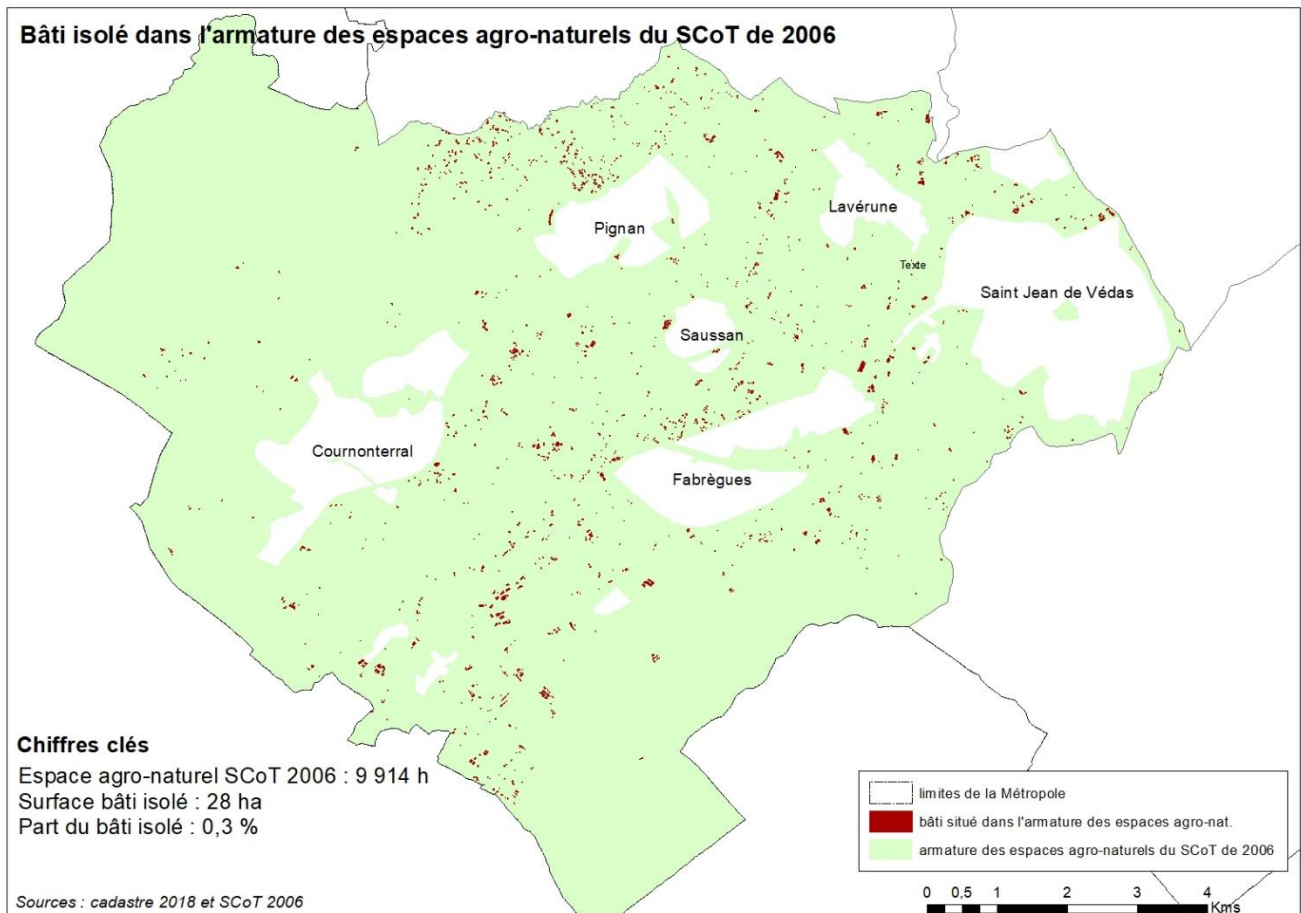 Bâti isolé dans l'armature des espaces agro-naturels du SCoT de 2006
Lavérune
Pignan
Texte
Saint Jean de Védas
Saussan
Cournonterral
Fabrègues
Chiffres clés
Espace agro-naturel SCoT 2006 : 9 914 h
Surface bâti isolé : 28 ha
Part du bâti isolé : 0,3 %
limites de la Métropole
bâti situé dans l'armature des espaces agro-nat.
armature des espaces agro-naturels du SCoT de 2006
Sources : cadastre 2018 et SCoT 2006
0 0,5 1 2 3 4
Kms